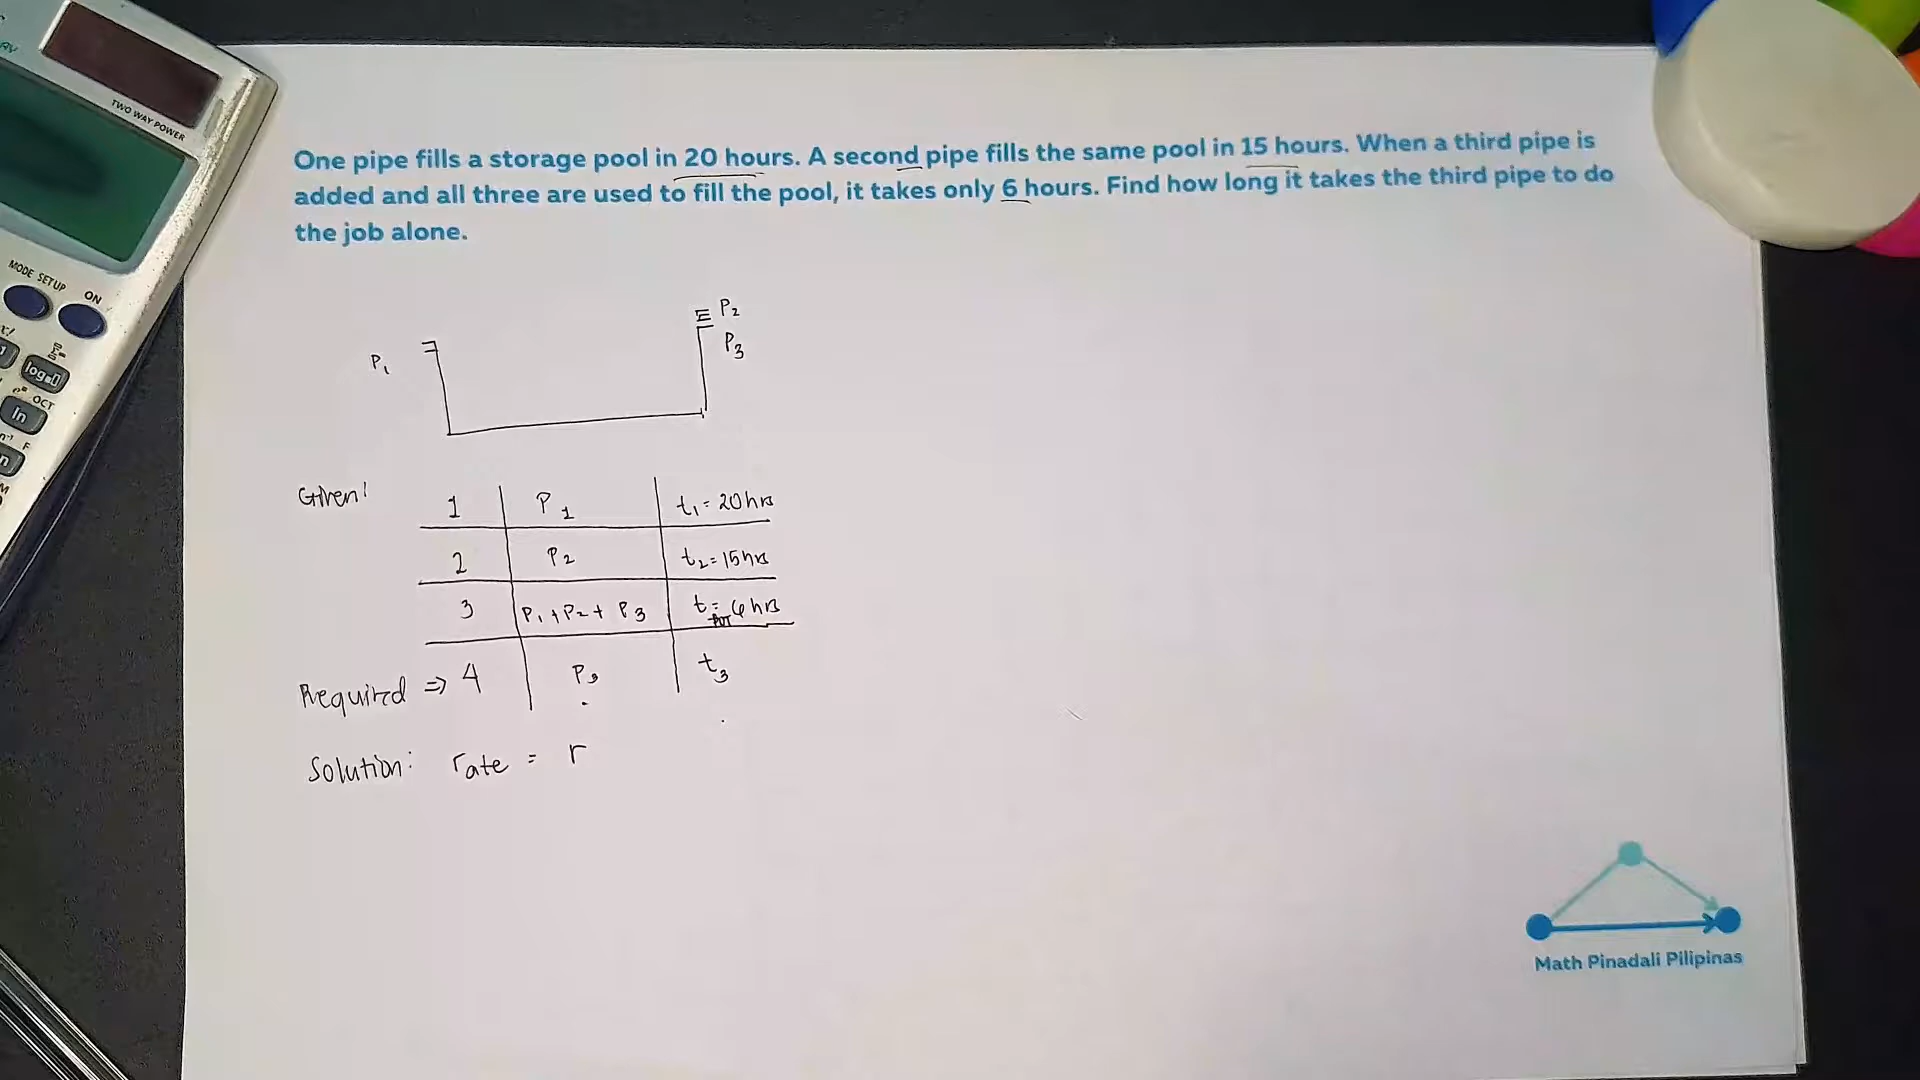 TWO WAY POWER
MODE SETUP
ON
log
OCT
ln
F
One pipe fills a storage pool in 20 hours. A second pipe fills the same pool in 15 hours. When a third pipe is
added and all three are used to fill the pool, it takes only 6 hours. Find how long it takes the third pipe to do
the job alone.
P₂
P₃
P₁
Given:
1 P₁ t₁ = 20 hrs
2 P₂ t₂ = 15 hrs
3 P₁ + P₂ + P₃ t = 6 hrs
Required ⇒ 4 P₃ t₃
Solution: rate = r
Math Pinadali Pilipinas